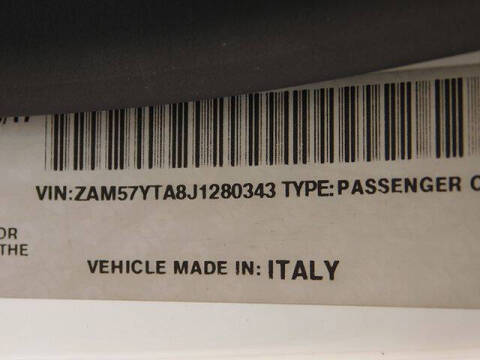 VIN:ZAM57YTA8J1280343 TYPE:PASSENGER C
OR
THE
VEHICLE MADE IN: ITALY